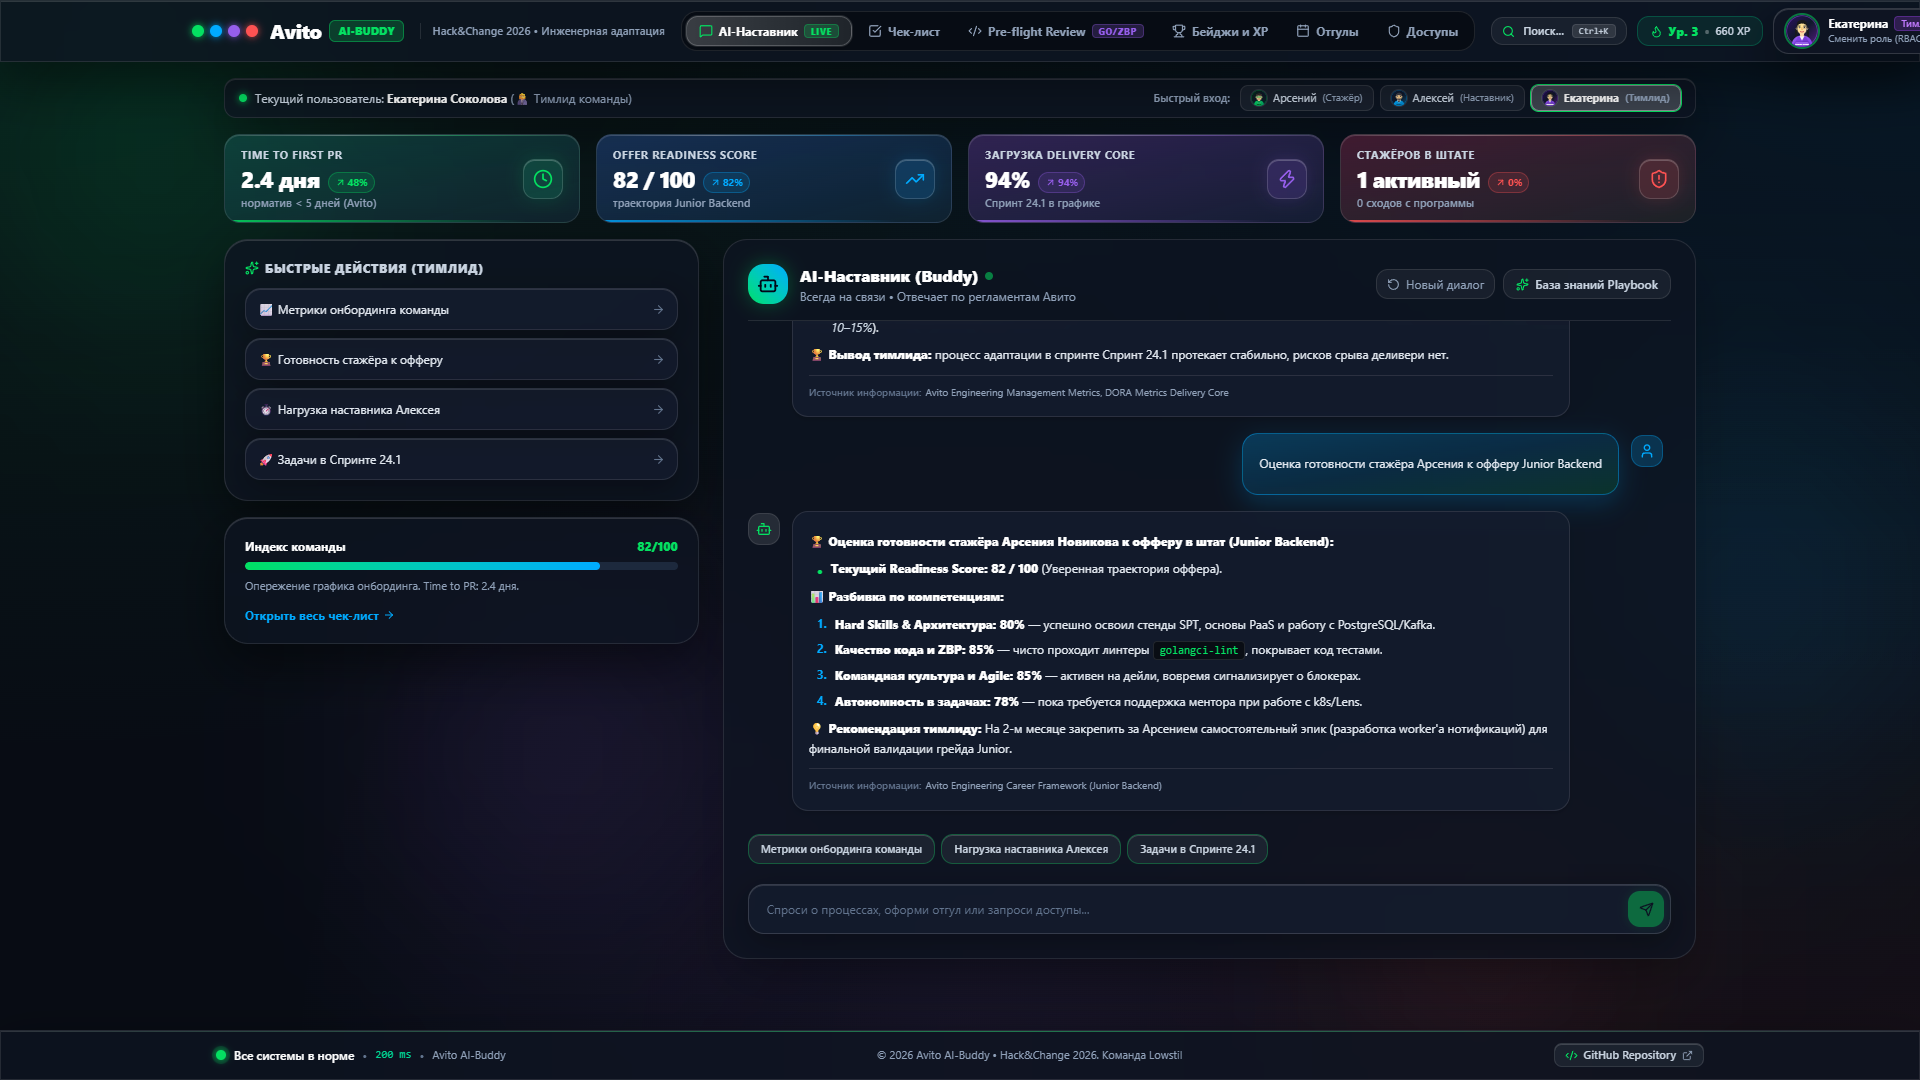 Avito AI-BUDDY Hack&Change 2026 • Инженерная адаптация AI-Наставник LIVE Чек-лист Pre-flight Review GO/ZBP Бейджи и XP Отгулы Доступы Поиск... Ctrl+K Ур. 3 • 660 XP Екатерина
Сменить роль
Текущий пользователь: Екатерина Соколова ( Тимлид команды) Быстрый вход: Арсений (Стажёр) Алексей (Наставник) Екатерина (Тимлид)
TIME TO FIRST PR
2.4 дня 48%
норматив < 5 дней (Avito)
OFFER READINESS SCORE
82 / 100 82%
траектория Junior Backend
ЗАГРУЗКА DELIVERY CORE
94% 94%
Спринт 24.1 в графике
СТАЖЁРОВ В ШТАТЕ
1 активный 0%
0 сходов с программы
БЫСТРЫЕ ДЕЙСТВИЯ (ТИМЛИД)
Метрики онбординга команды
Готовность стажёра к офферу
Нагрузка наставника Алексея
Задачи в Спринте 24.1
Индекс команды 82/100
Опережение графика онбординга. Time to PR: 2.4 дня.
Открыть весь чек-лист
AI-Наставник (Buddy)
Всегда на связи • Отвечает по регламентам Авито
Новый диалог
База знаний Playbook
10–15%).
Вывод тимлида: процесс адаптации в спринте Спринт 24.1 протекает стабильно, рисков срыва деливери нет.
Источник информации: Avito Engineering Management Metrics, DORA Metrics Delivery Core
Оценка готовности стажёра Арсения к офферу Junior Backend
Оценка готовности стажёра Арсения Новикова к офферу в штат (Junior Backend):
• Текущий Readiness Score: 82 / 100 (Уверенная траектория оффера).
Разбивка по компетенциям:
1. Hard Skills & Архитектура: 80% — успешно освоил стенды SPT, основы PaaS и работу с PostgreSQL/Kafka.
2. Качество кода и ZBP: 85% — чисто проходит линтеры golangci-lint, покрывает код тестами.
3. Командная культура и Agile: 85% — активен на дейли, вовремя сигнализирует о блокерах.
4. Автономность в задачах: 78% — пока требуется поддержка ментора при работе с k8s/Lens.
Рекомендация тимлиду: На 2-м месяце закрепить за Арсением самостоятельный эпик (разработка worker'а нотификаций) для
финальной валидации грейда Junior.
Источник информации: Avito Engineering Career Framework (Junior Backend)
Метрики онбординга команды Нагрузка наставника Алексея Задачи в Спринте 24.1
Спроси о процессах, оформи отгул или запроси доступы...
Все системы в норме • 200 ms • Avito AI-Buddy © 2026 Avito AI-Buddy • Hack&Change 2026. Команда Lowstil GitHub Repository